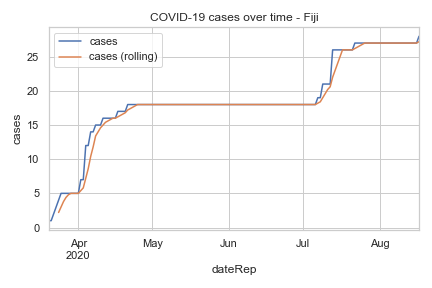 COVID-19 cases over time - Fiji
cases
cases (rolling)
cases
25
20
15
10
5
0
Apr
2020
May
Jun
Jul
Aug
dateRep